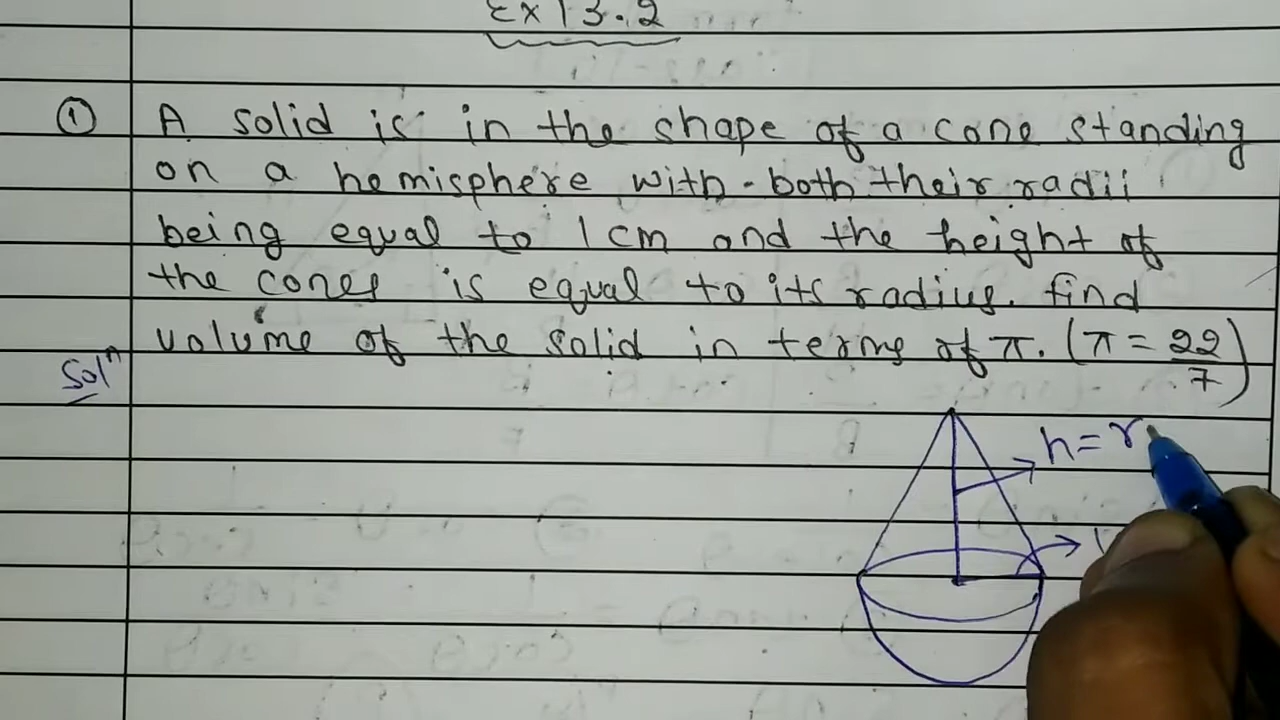 Ex 13.2
① A solid is in the shape of a cone standing
on a hemisphere with both their radii
being equal to 1 cm and the height of
the cones is equal to its radius. find
volume of the solid in terms of π. (π = 22/7)
Solⁿ
h = r